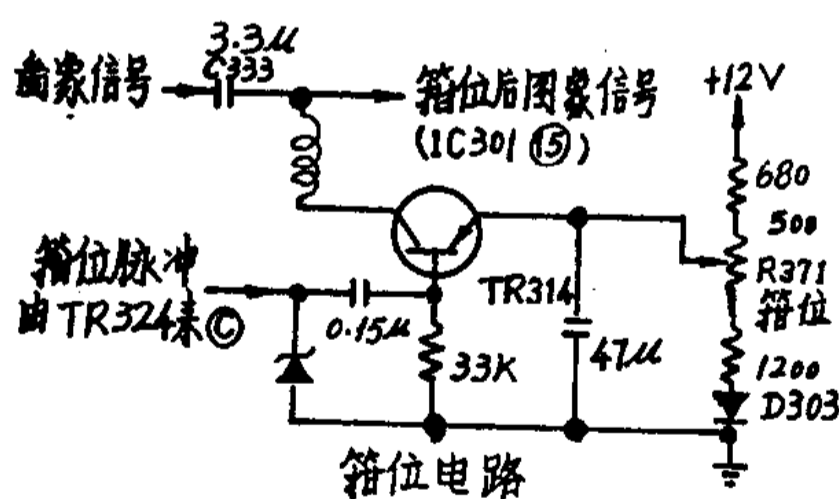 3.3μ
C333
畄象信号
箝位后图象信号
(IC301 ⑮)
+12V
680
500
R371
箝位
1200
D303
箝位脉冲
由TR324来Ⓒ
0.15μ
TR314
33K
47μ
箝位电路